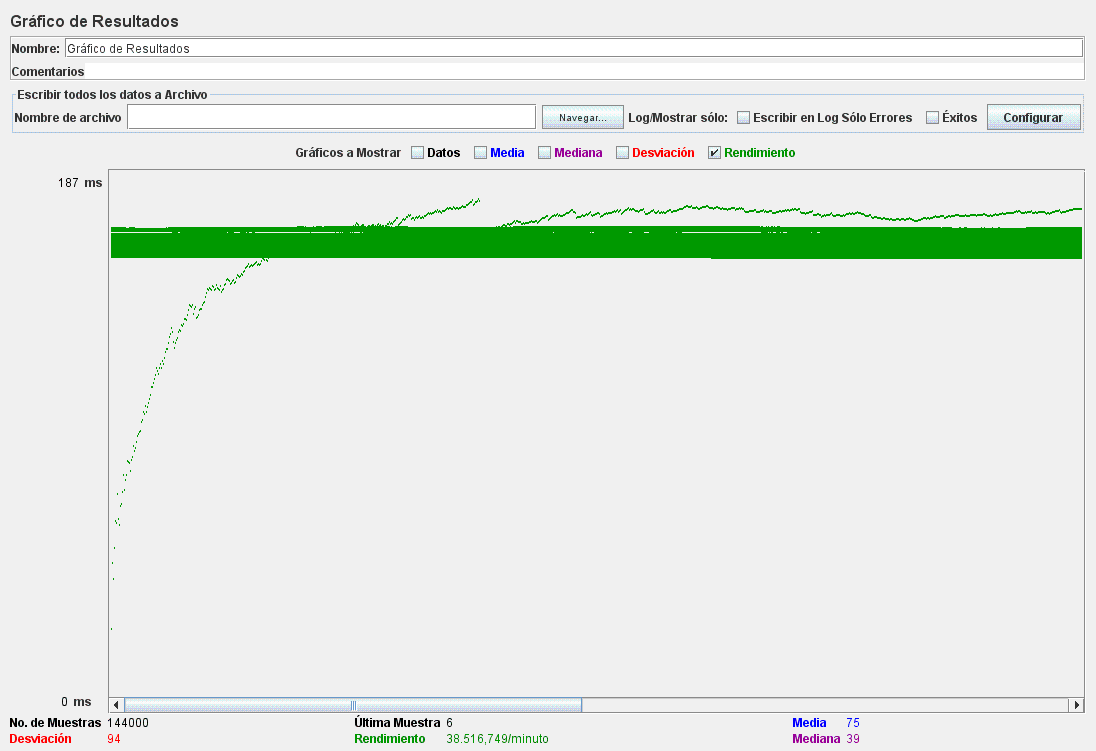 Gráfico de Resultados
Nombre: Gráfico de Resultados
Comentarios
Escribir todos los datos a Archivo
Nombre de archivo Navegar... Log/Mostrar sólo: Escribir en Log Sólo Errores Éxitos Configurar
Gráficos a Mostrar Datos Media Mediana Desviación Rendimiento
187 ms
0 ms
No. de Muestras 144000 Última Muestra 6 Media 75
Desviación 94 Rendimiento 38.516,749/minuto Mediana 39